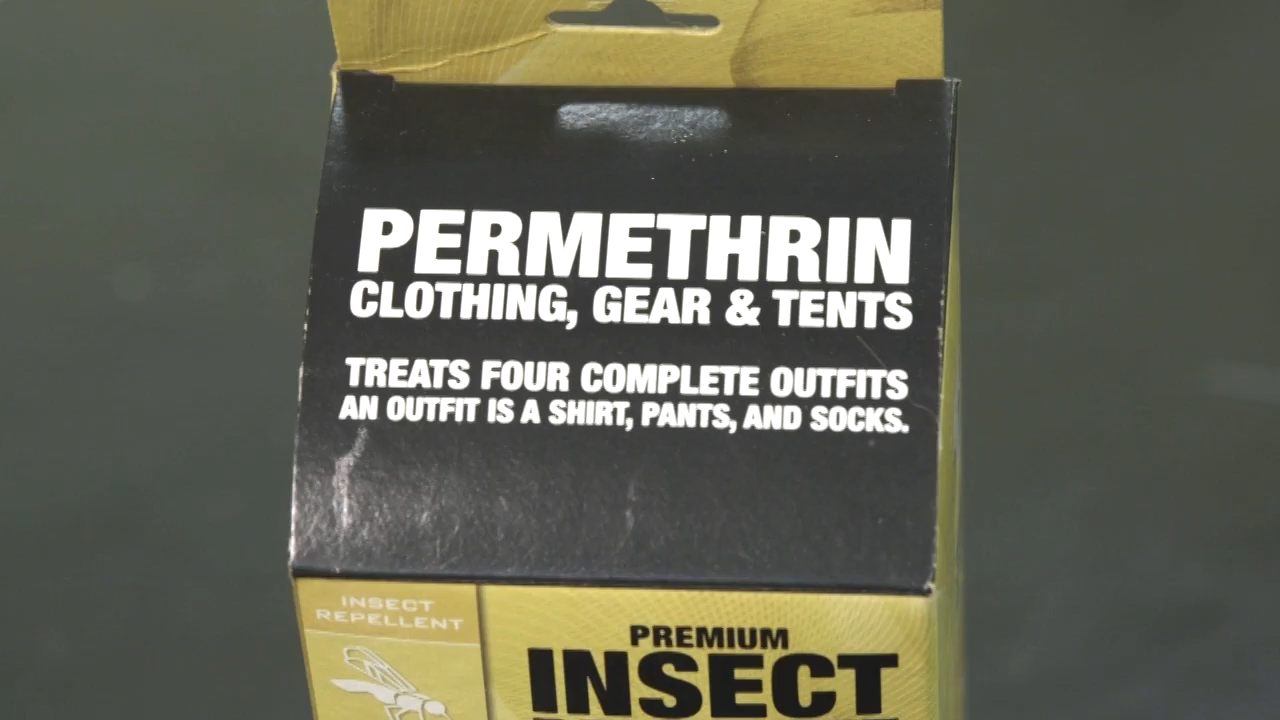 PERMETHRIN
CLOTHING, GEAR & TENTS
TREATS FOUR COMPLETE OUTFITS
AN OUTFIT IS A SHIRT, PANTS, AND SOCKS.
INSECT
REPELLENT
PREMIUM
INSECT